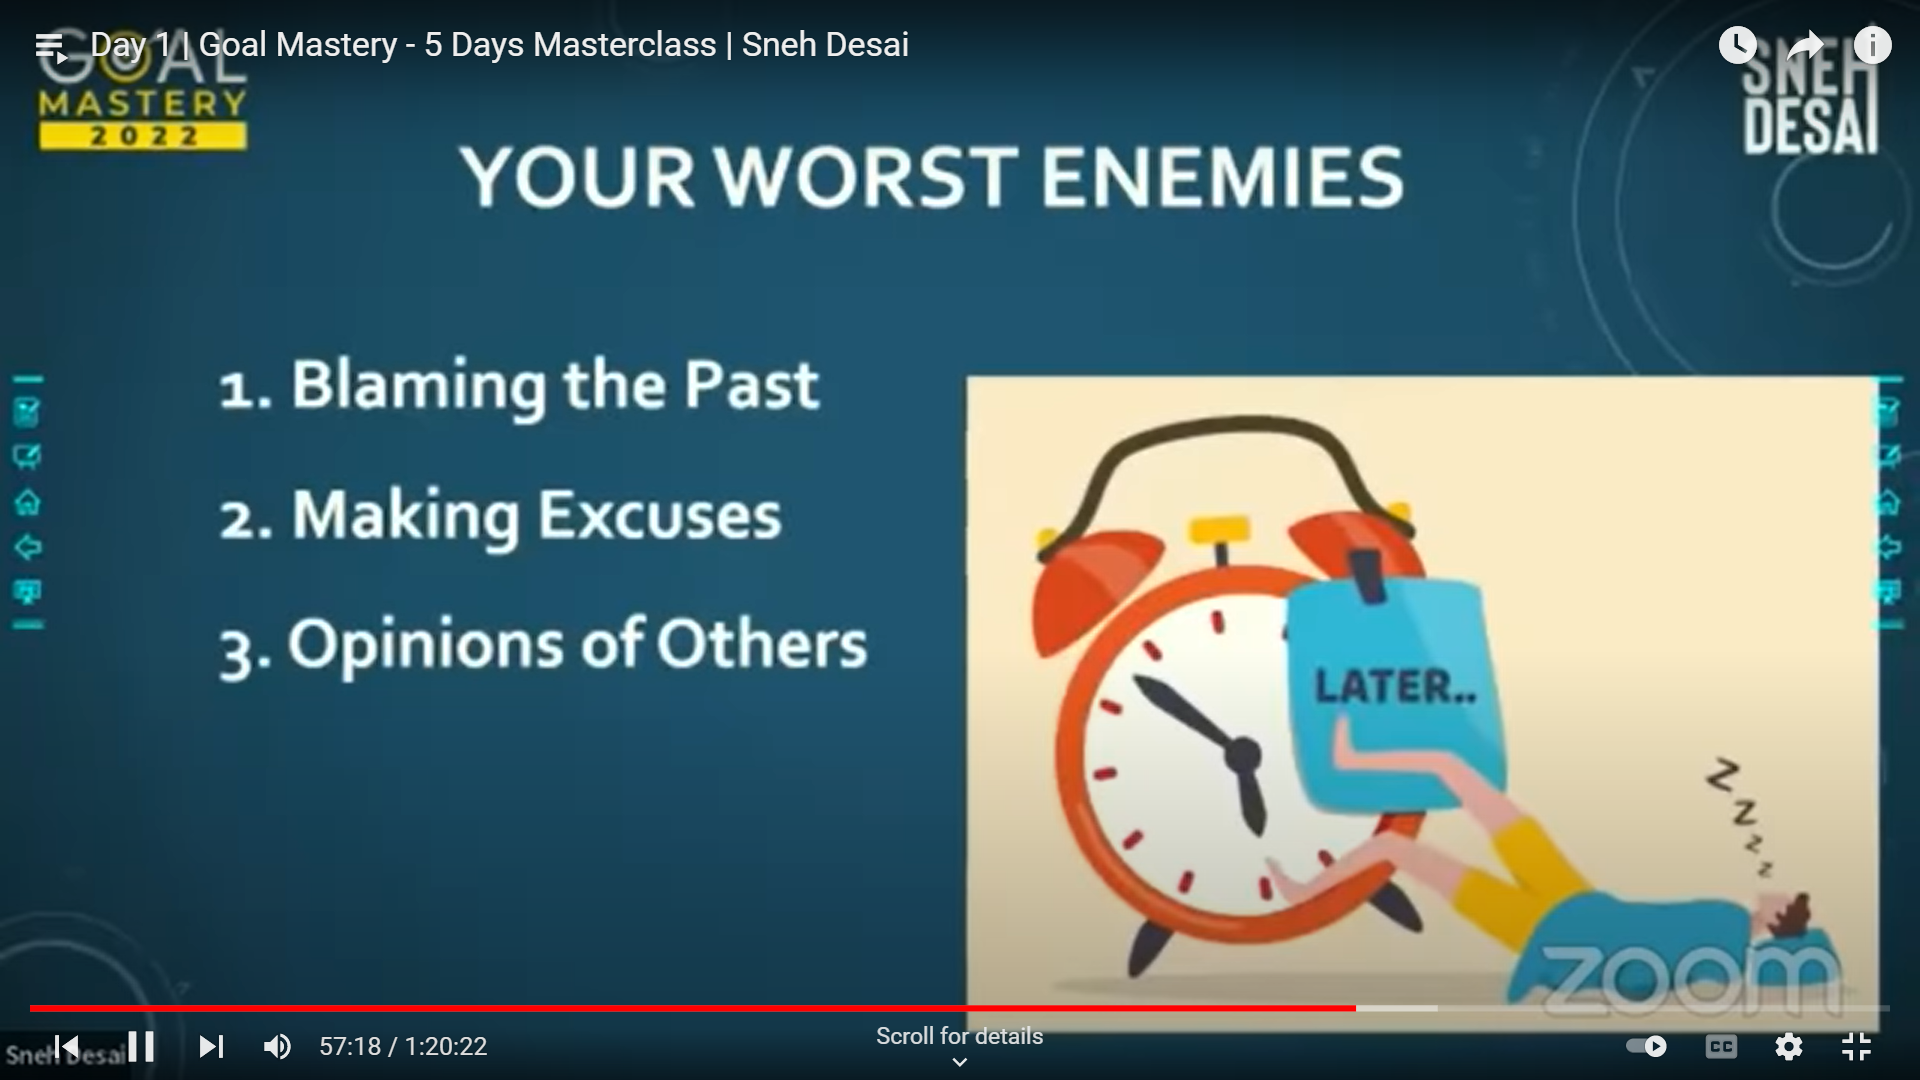 Day 1 | Goal Mastery - 5 Days Masterclass | Sneh Desai
GOAL
MASTERY
2022
SNEH
DESAI
YOUR WORST ENEMIES
1. Blaming the Past
2. Making Excuses
3. Opinions of Others
LATER..
Z
Z
Z
Z
zoom
Scroll for details
57:18 / 1:20:22
CC
Sneh Desai